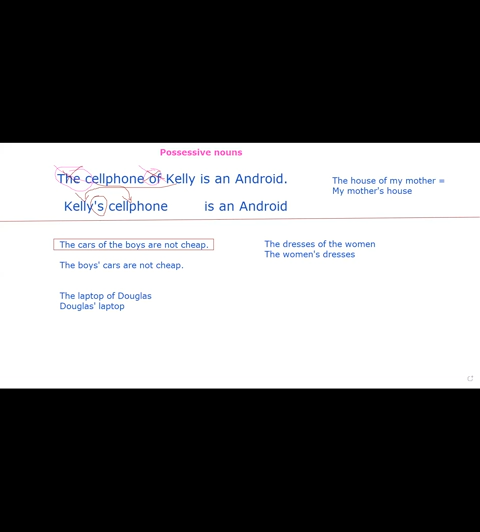 Possessive nouns
The cellphone of Kelly is an Android.
Kelly's cellphone is an Android
The house of my mother =
My mother's house
The cars of the boys are not cheap.
The boys' cars are not cheap.
The laptop of Douglas
Douglas' laptop
The dresses of the women
The women's dresses